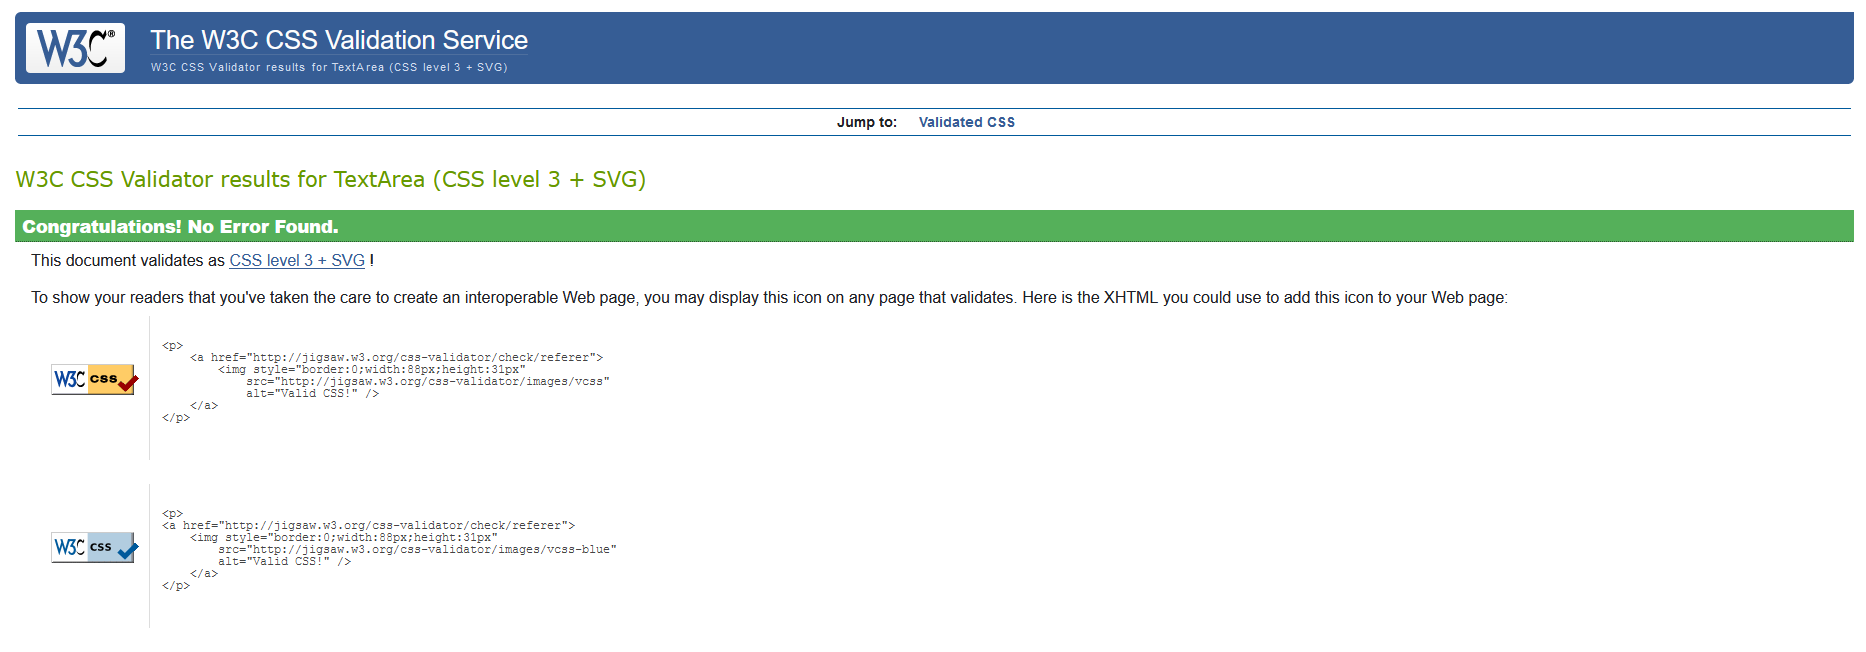 W3C®
The W3C CSS Validation Service
W3C CSS Validator results for TextArea (CSS level 3 + SVG)
Jump to: Validated CSS
W3C CSS Validator results for TextArea (CSS level 3 + SVG)
Congratulations! No Error Found.
This document validates as CSS level 3 + SVG !
To show your readers that you've taken the care to create an interoperable Web page, you may display this icon on any page that validates. Here is the XHTML you could use to add this icon to your Web page:
W3C css
<p>
<a href="http://jigsaw.w3.org/css-validator/check/referer">
<img style="border:0;width:88px;height:31px"
src="http://jigsaw.w3.org/css-validator/images/vcss"
alt="Valid CSS!" />
</a>
</p>
W3C css
<p>
<a href="http://jigsaw.w3.org/css-validator/check/referer">
<img style="border:0;width:88px;height:31px"
src="http://jigsaw.w3.org/css-validator/images/vcss-blue"
alt="Valid CSS!" />
</a>
</p>